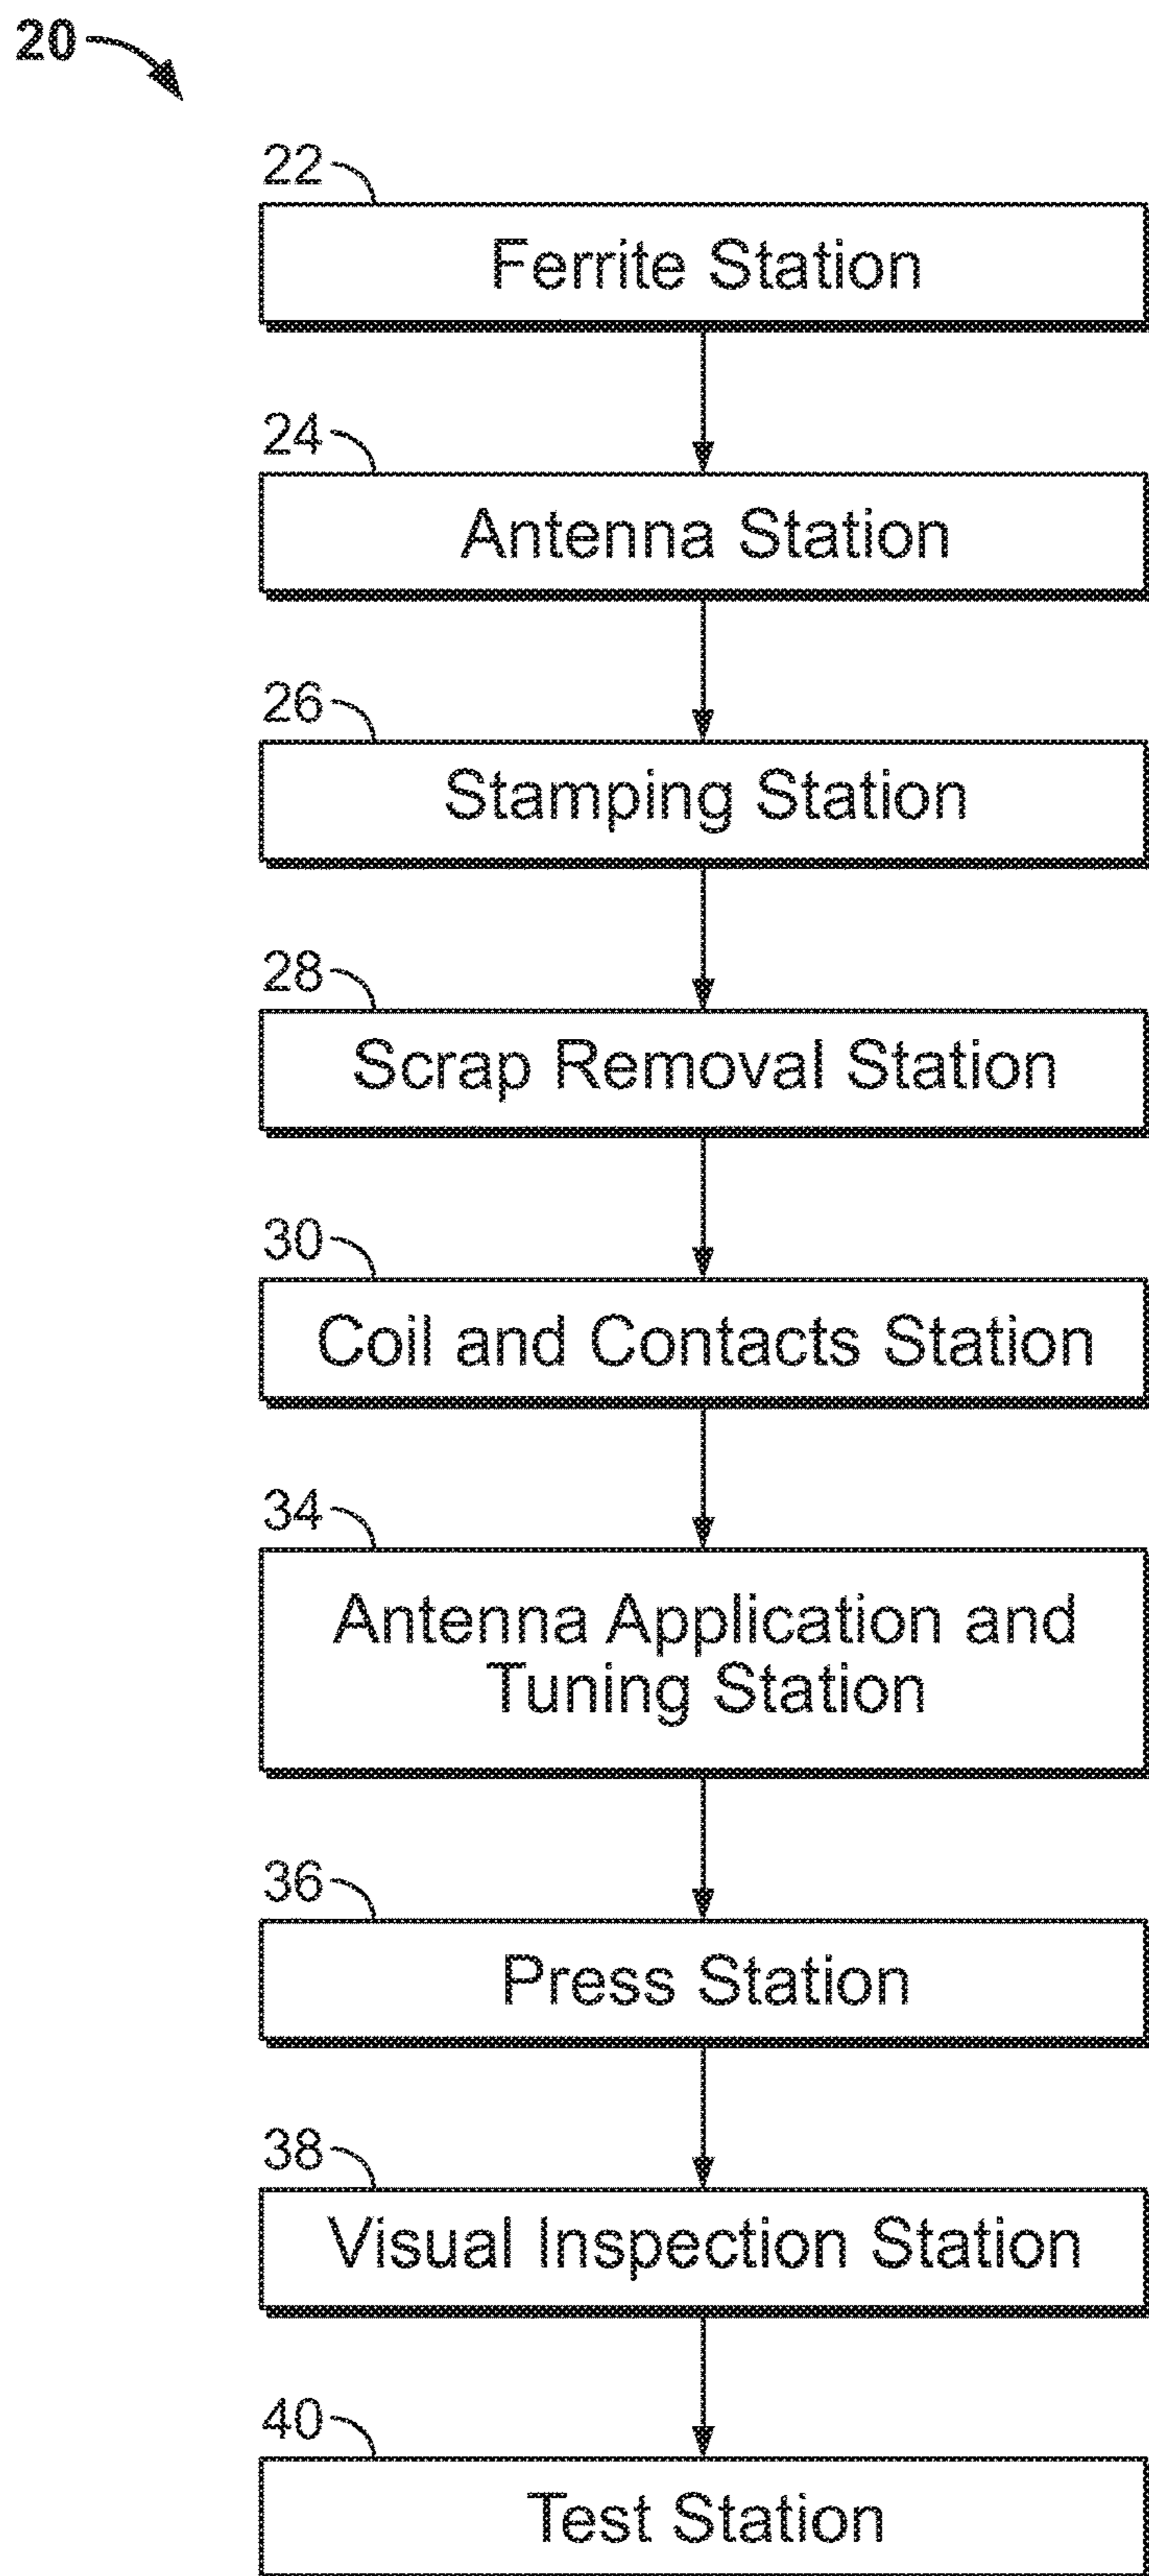 20
22
Ferrite Station
24
Antenna Station
26
Stamping Station
28
Scrap Removal Station
30
Coil and Contacts Station
34
Antenna Application and
Tuning Station
36
Press Station
38
Visual Inspection Station
40
Test Station